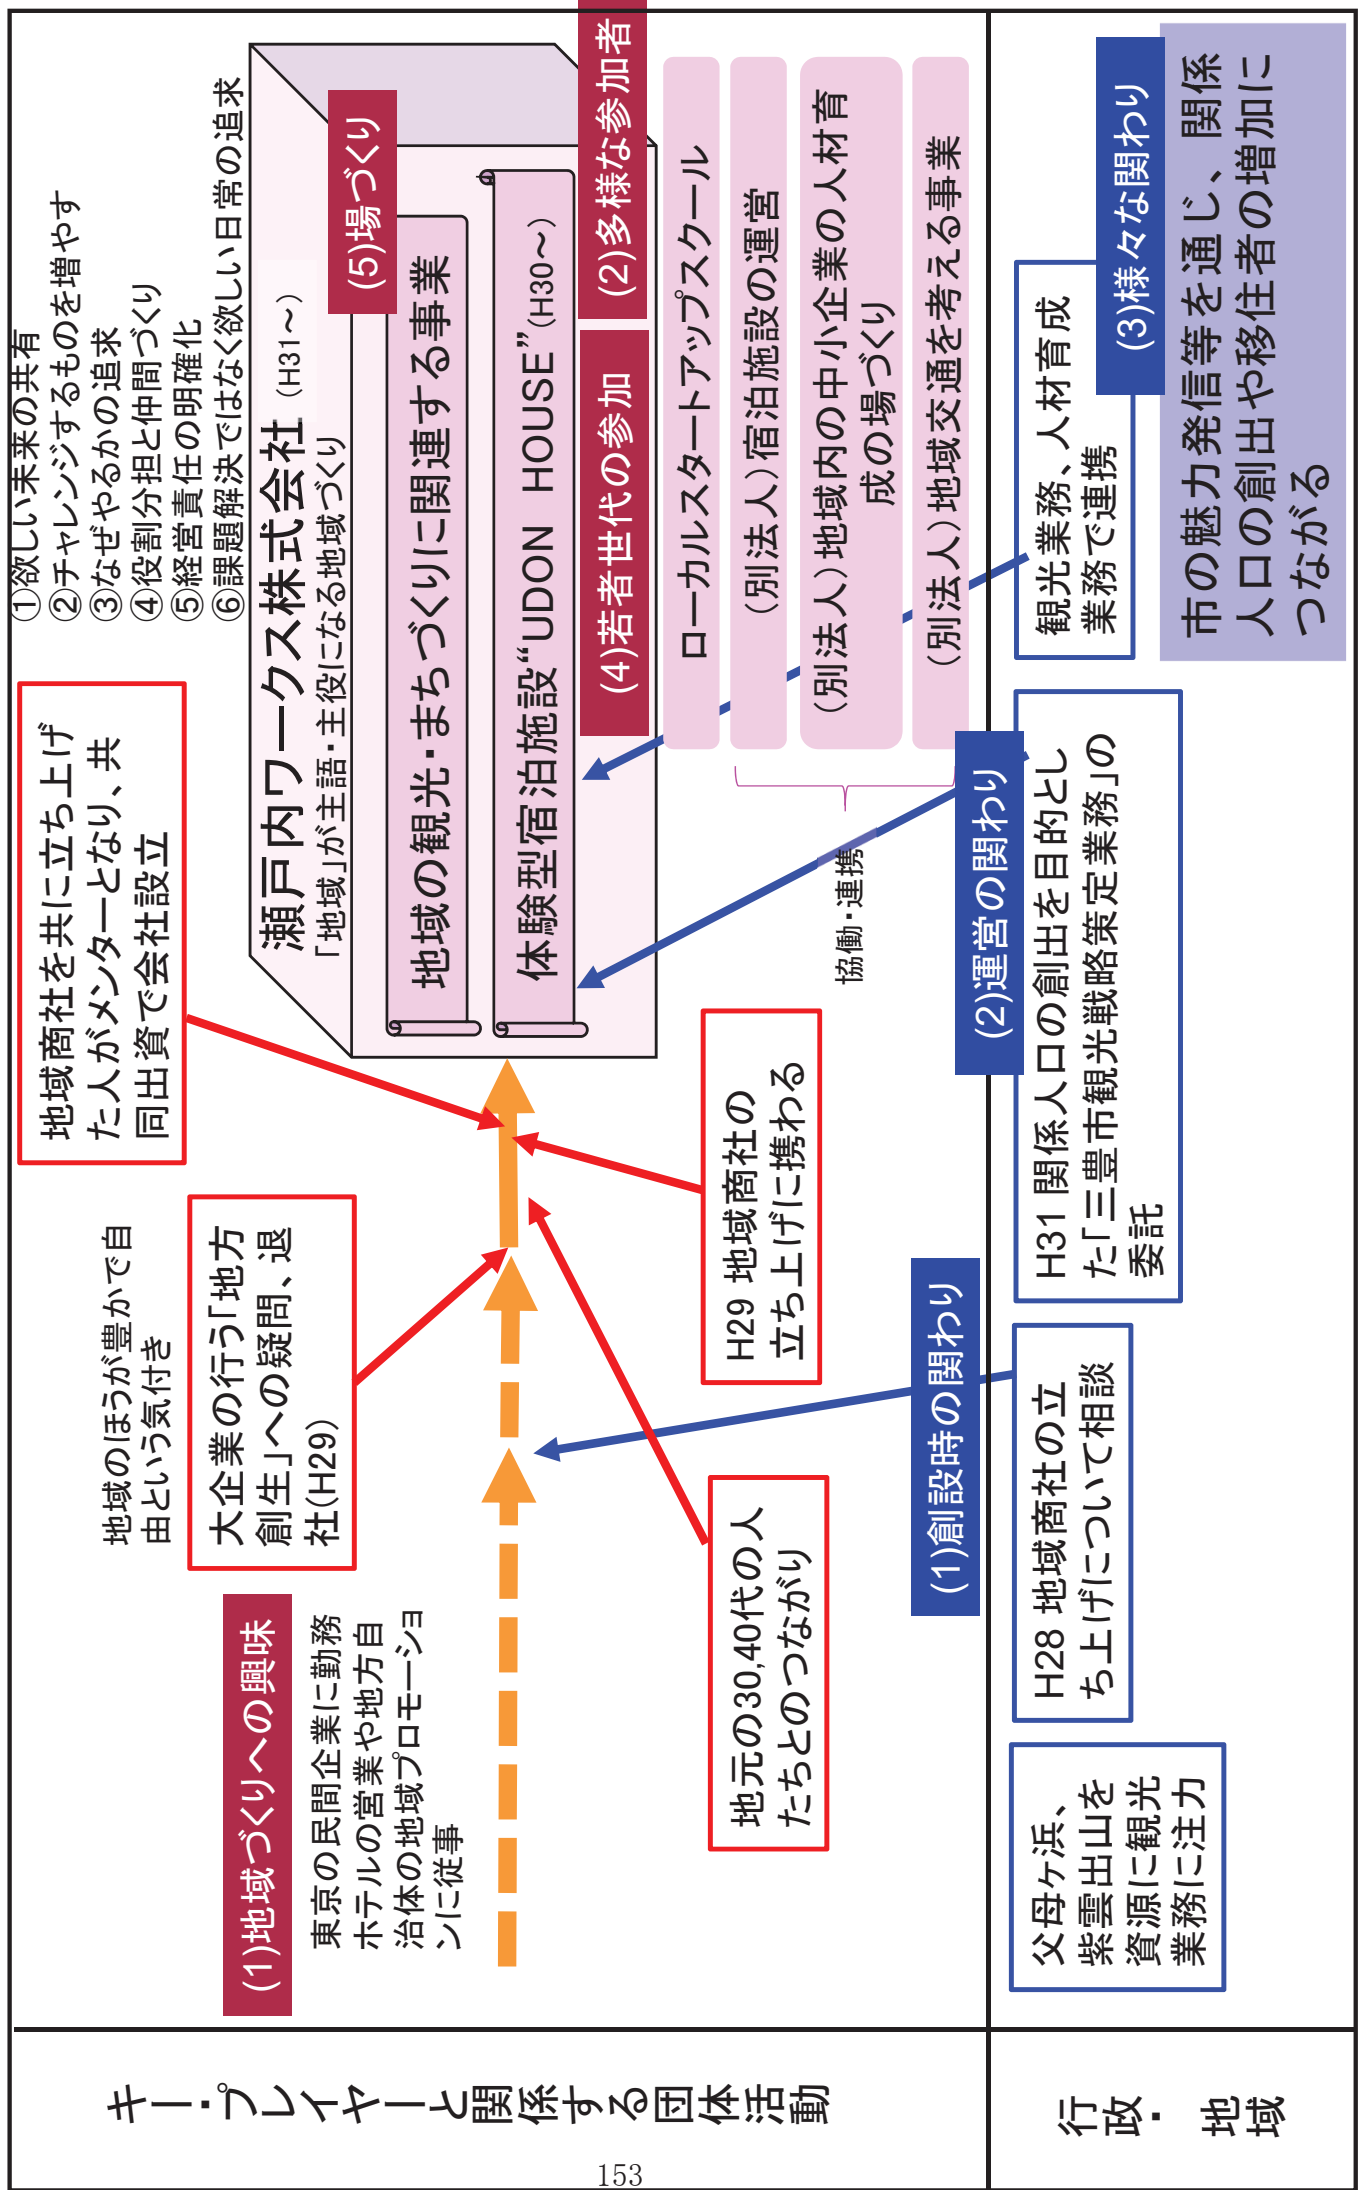 キー・プレイヤーと関係する団体活動
(1)地域づくりへの興味
東京の民間企業に勤務
ホテルの営業や地方自
治体の地域プロモーショ
ンに従事
地域のほうが豊かで自
由という気付き
大企業の行う「地方
創生」への疑問、退
社(H29)
地元の30,40代の人
たちとのつながり
地域商社を共に立ち上げ
た人がメンターとなり、共
同出資で会社設立
H29 地域商社の
立ち上げに携わる
①欲しい未来の共有
②チャレンジするものを増やす
③なぜやるかの追求
④役割分担と仲間づくり
⑤経営責任の明確化
⑥課題解決ではなく欲しい日常の追求
瀬戸内ワークス株式会社 (H31～)
「地域」が主語・主役になる地域づくり
(5)場づくり
地域の観光・まちづくりに関連する事業
体験型宿泊施設“UDON HOUSE”(H30～)
(4)若者世代の参加
(2)多様な参加者
ローカルスタートアップスクール
(別法人)宿泊施設の運営
(別法人)地域内の中小企業の人材育
成の場づくり
(別法人)地域交通を考える事業
協働・連携
行政・
地域
父母ヶ浜、
紫雲出山を
資源に観光
業務に注力
(1)創設時の関わり
H28 地域商社の立
ち上げについて相談
(2)運営の関わり
H31 関係人口の創出を目的とし
た「三豊市観光戦略策定業務」の
委託
(3)様々な関わり
観光業務、人材育成
業務で連携
市の魅力発信等を通じ、関係
人口の創出や移住者の増加に
つながる
153